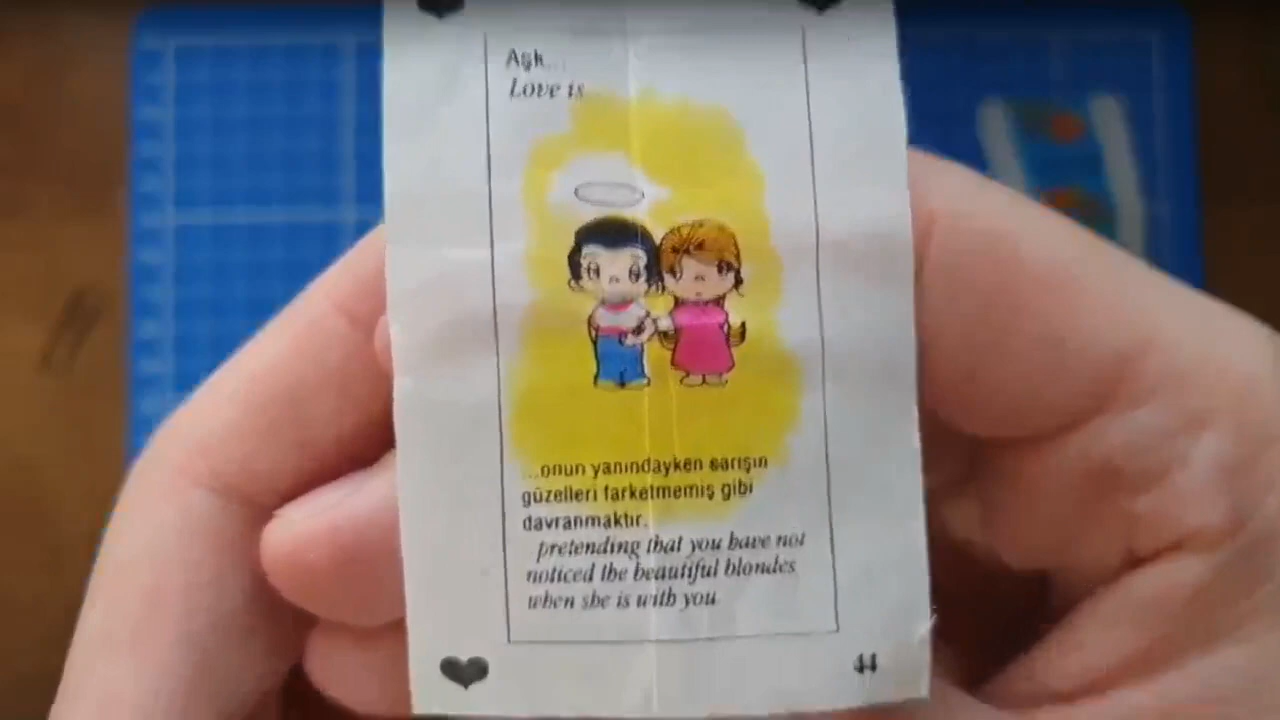 Aşk...
Love is
...onun yanındayken sarışın
güzelleri farketmemiş gibi
davranmaktır.
pretending that you have not
noticed the beautiful blondes
when she is with you
44